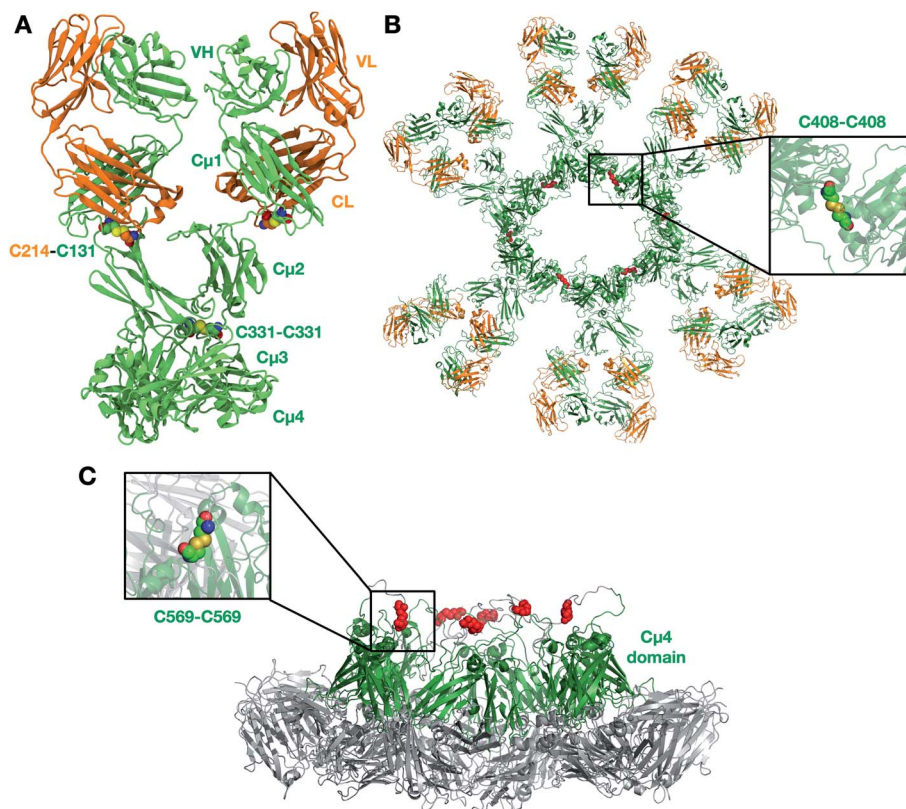 A
VH
VL
Cμ1
CL
C214-C131
Cμ2
C331-C331
Cμ3
Cμ4
B
C408-C408
C
C569-C569
Cμ4
domain